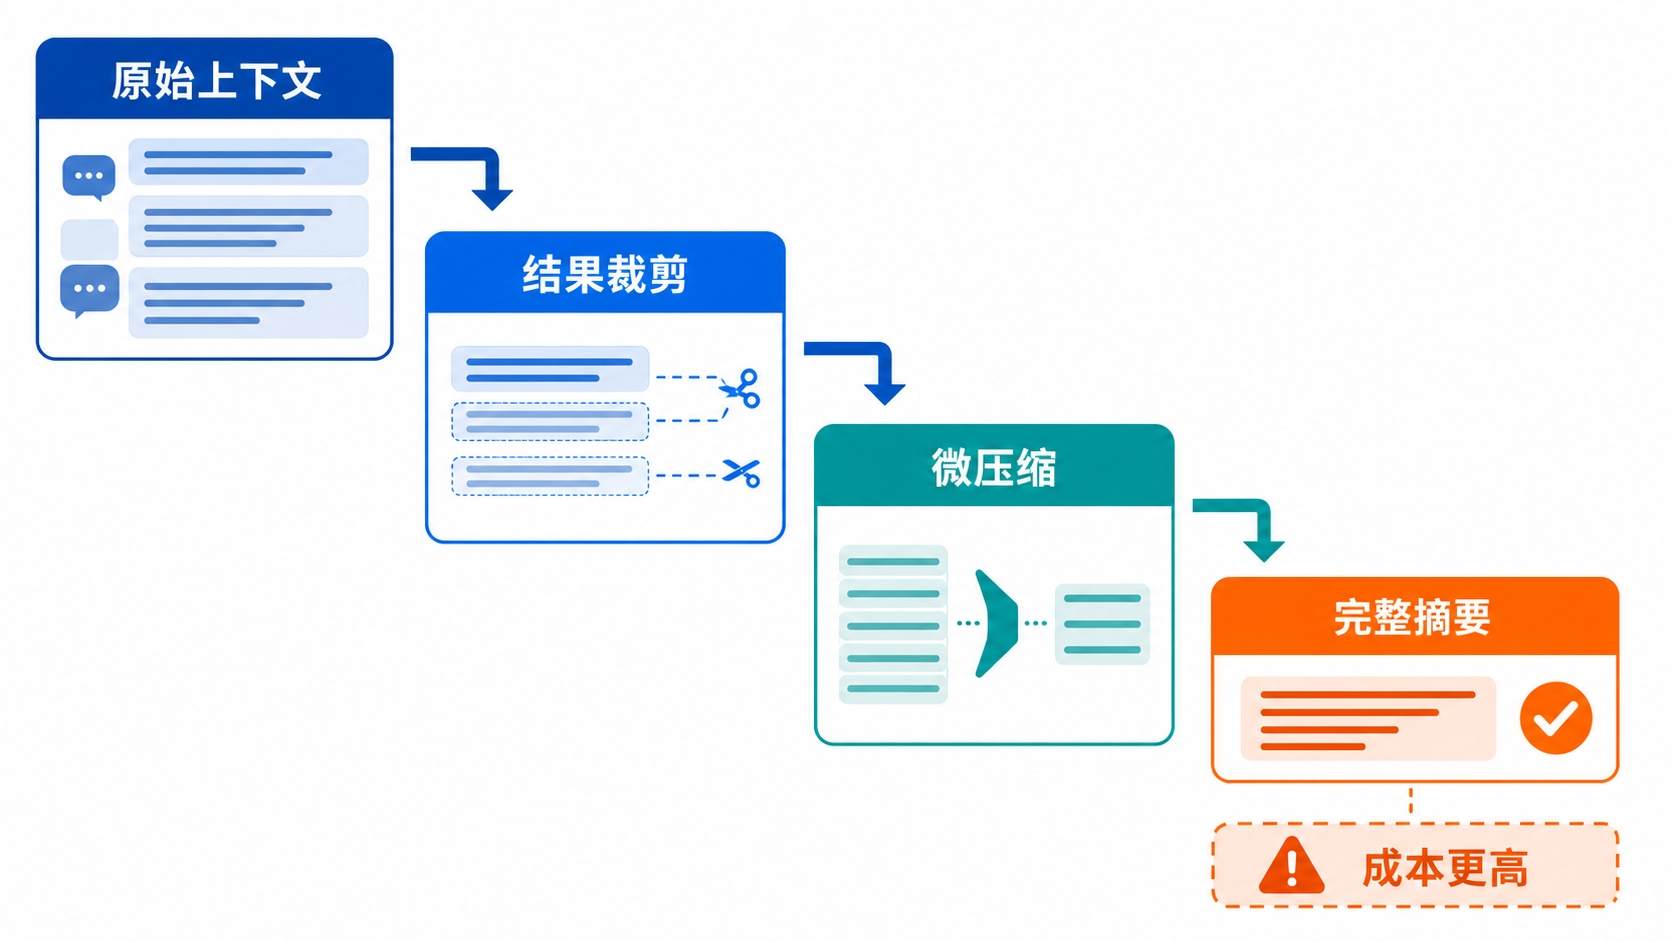 原始上下文
结果裁剪
微压缩
完整摘要
成本更高